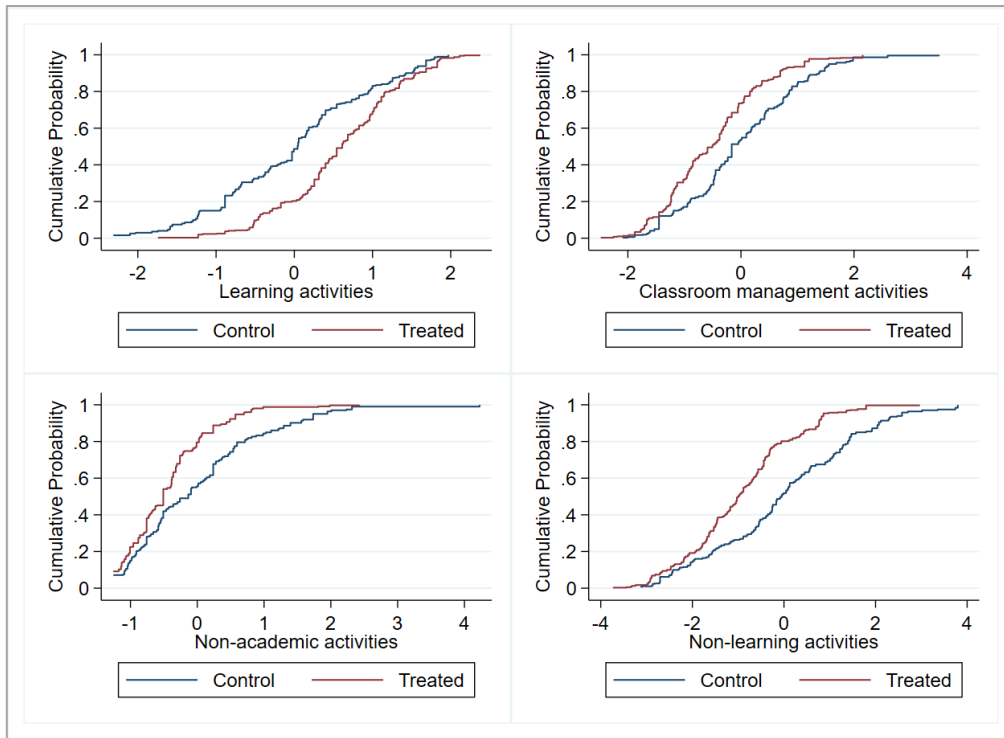 Cumulative Probability
1
.8
.6
.4
.2
0
-2 -1 0 1 2
Learning activities
Control Treated
Cumulative Probability
1
.8
.6
.4
.2
0
-2 0 2 4
Classroom management activities
Control Treated
Cumulative Probability
1
.8
.6
.4
.2
0
-1 0 1 2 3 4
Non-academic activities
Control Treated
Cumulative Probability
1
.8
.6
.4
.2
0
-4 -2 0 2 4
Non-learning activities
Control Treated